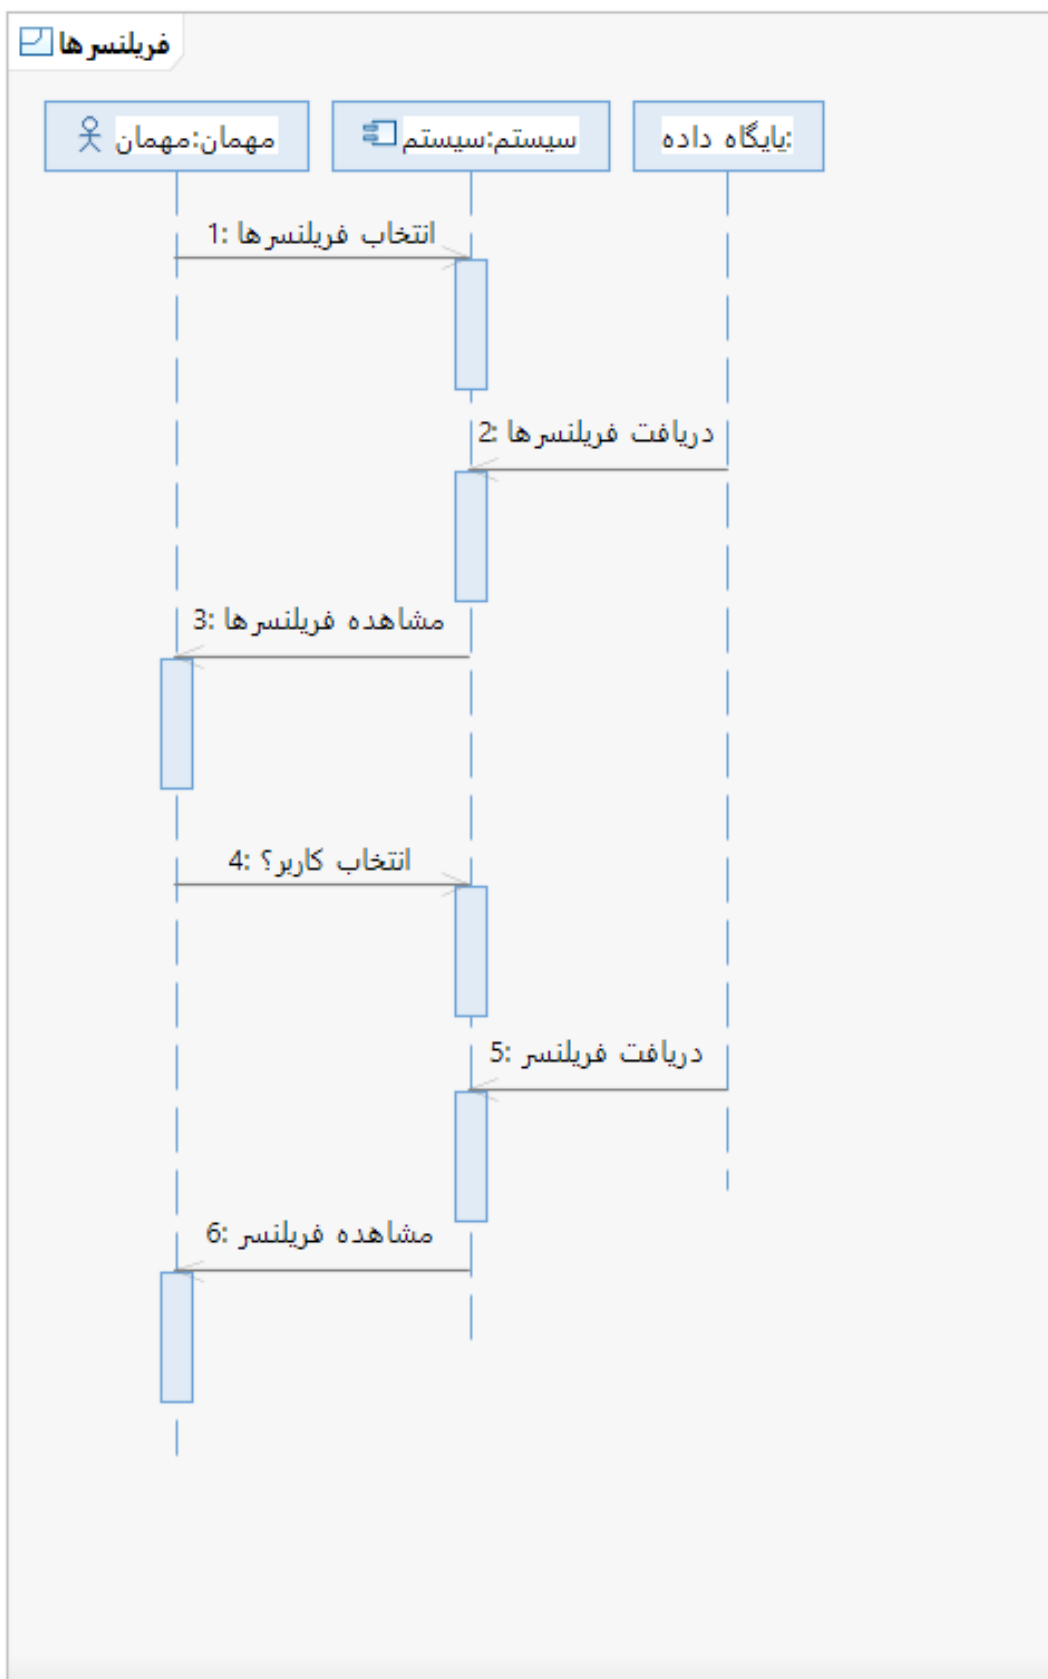 فریلنسرها
مهمان:مهمان
سیستم:سیستم
:پایگاه داده
1: انتخاب فریلنسرها
2: دریافت فریلنسرها
3: مشاهده فریلنسرها
4: انتخاب کاربر؟
5: دریافت فریلنسر
6: مشاهده فریلنسر